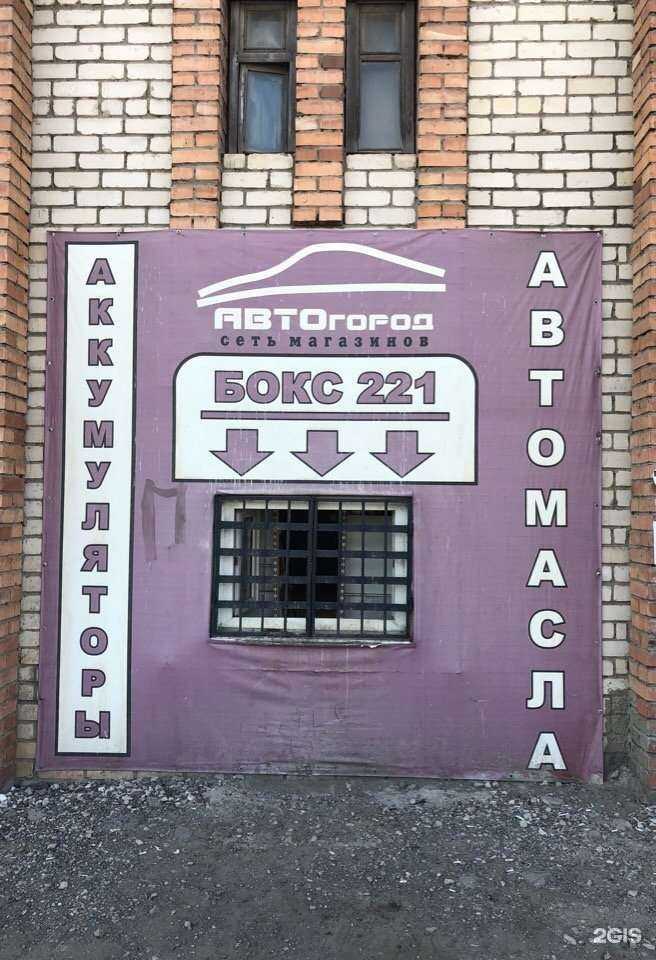 АККУМУЛЯТОРЫ
АВТОГОРОД
сеть магазинов
БОКС 221
АВТОМАСЛА
П
2GIS